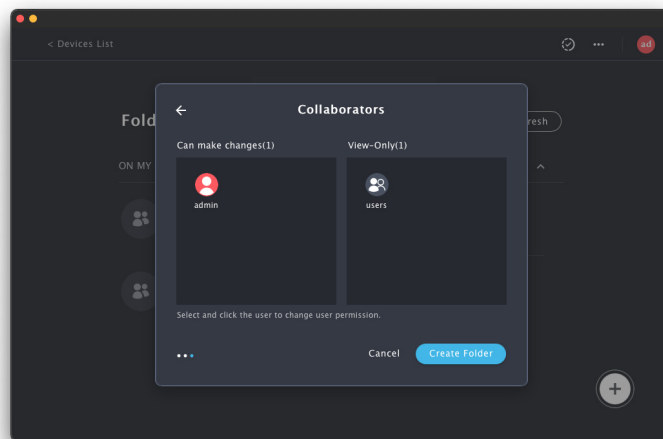 < Devices List
ad
Fold
resh
ON MY
Collaborators
Can make changes(1)
View-Only(1)
admin
users
Select and click the user to change user permission.
Cancel
Create Folder